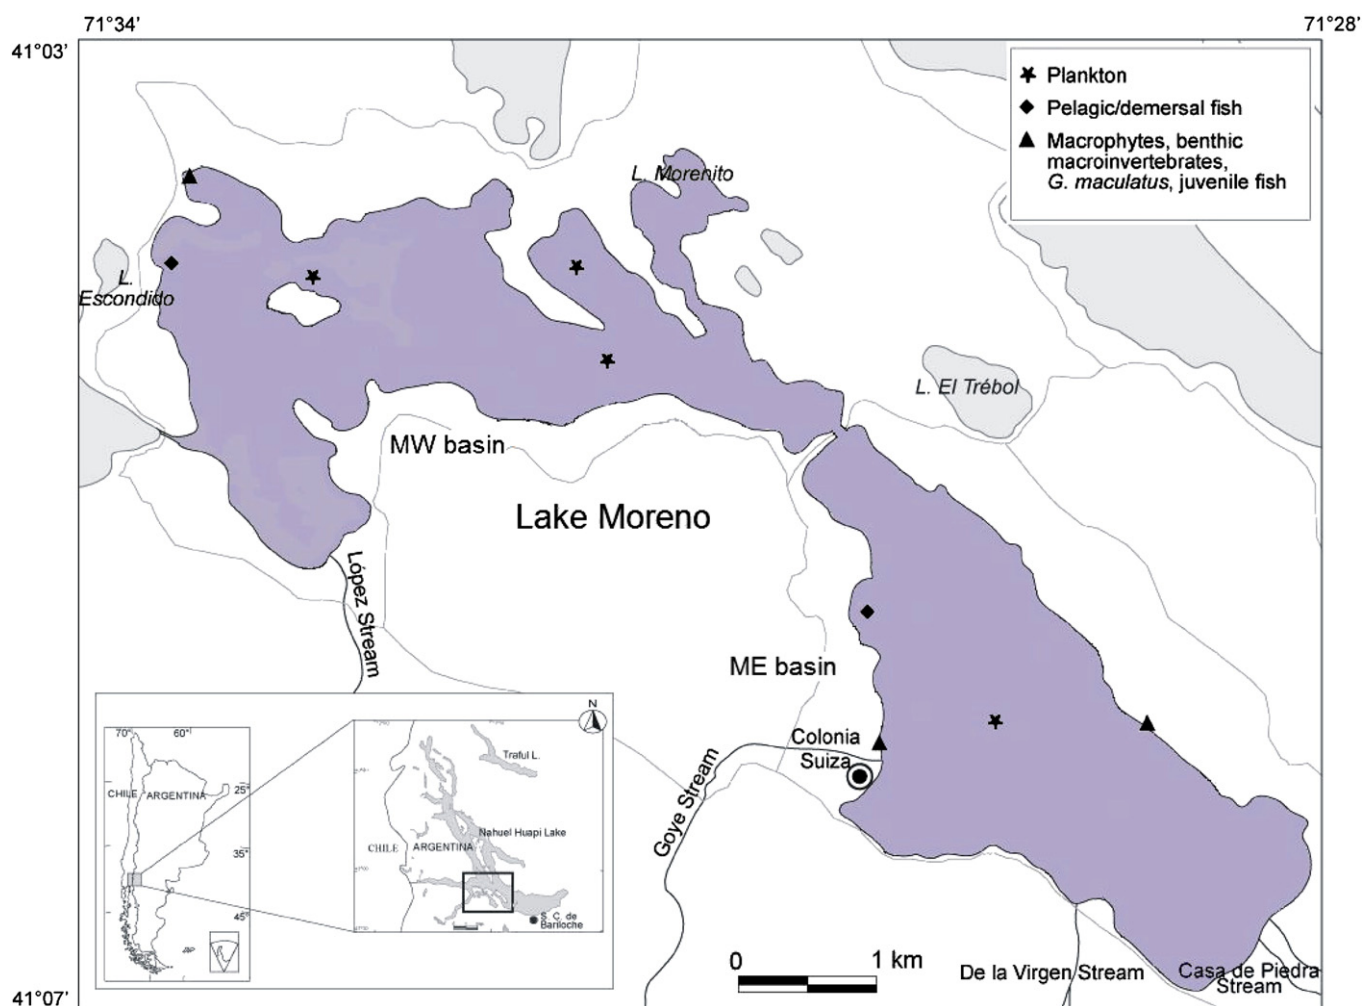 71°34’
71°28’
41°03’
Plankton
Pelagic/demersal fish
Macrophytes, benthic
macroinvertebrates,
G. maculatus, juvenile fish
L. Morenito
L.
Escondido
L. El Trébol
MW basin
Lake Moreno
López Stream
ME basin
Colonia
Suiza
Goye Stream
N
70°
60°
Traful L.
CHILE
ARGENTINA
25°
Nahuel Huapi Lake
CHILE
ARGENTINA
35°
45°
S. C. de
Bariloche
0
1 km
De la Virgen Stream
Casa de Piedra
Stream
41°07’